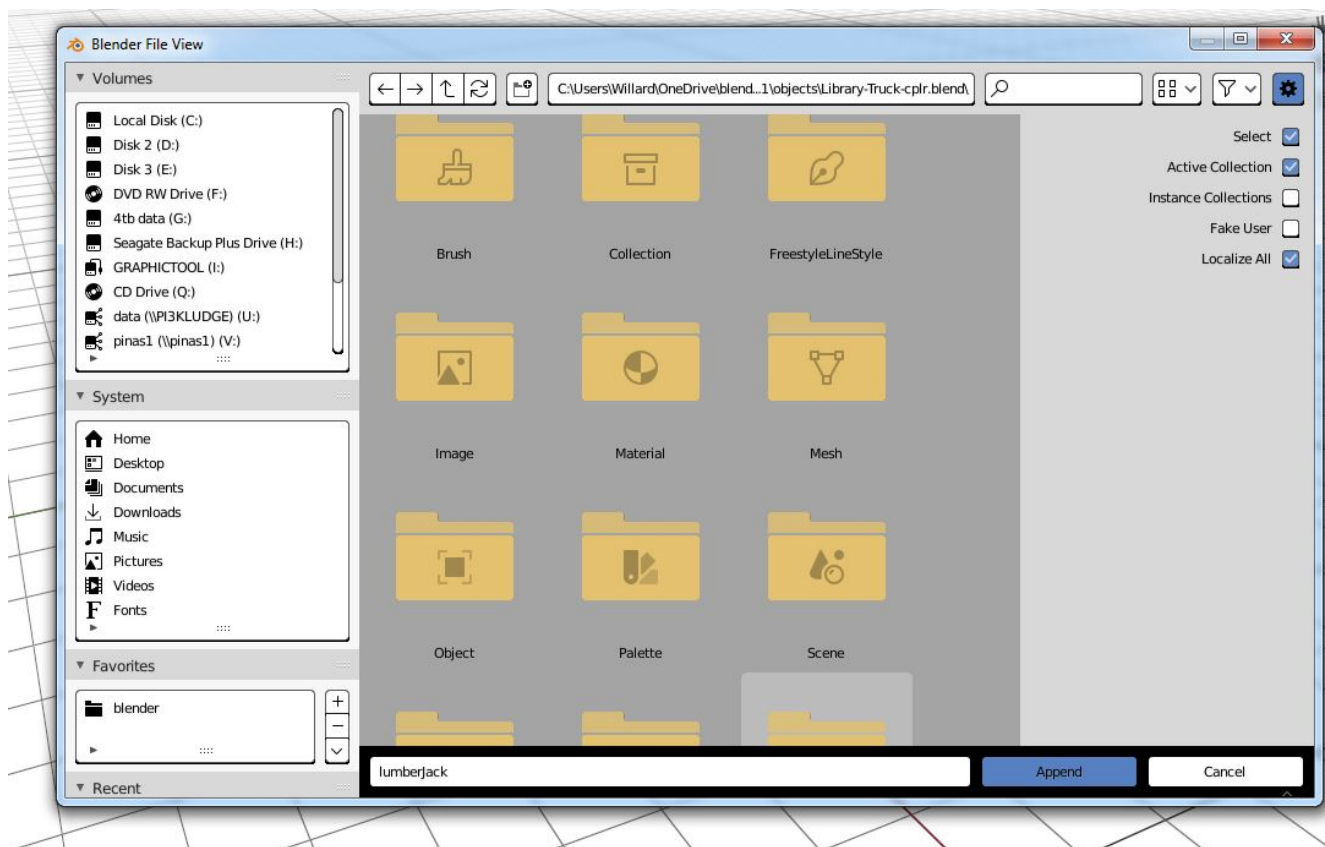 Blender File View
Volumes
Local Disk (C:)
Disk 2 (D:)
Disk 3 (E:)
DVD RW Drive (F:)
4tb data (G:)
Seagate Backup Plus Drive (H:)
GRAPHICTOOL (I:)
CD Drive (Q:)
data (\\PI3KLUDGE) (U:)
pinas1 (\\pinas1) (V:)
System
Home
Desktop
Documents
Downloads
Music
Pictures
Videos
Fonts
Favorites
blender
Recent
C:\Users\Willard\OneDrive\blend...1\objects\Library-Truck-cplr.blend\
Brush Collection FreestyleLineStyle
Image Material Mesh
Object Palette Scene
Select
Active Collection
Instance Collections
Fake User
Localize All
lumberJack
Append Cancel